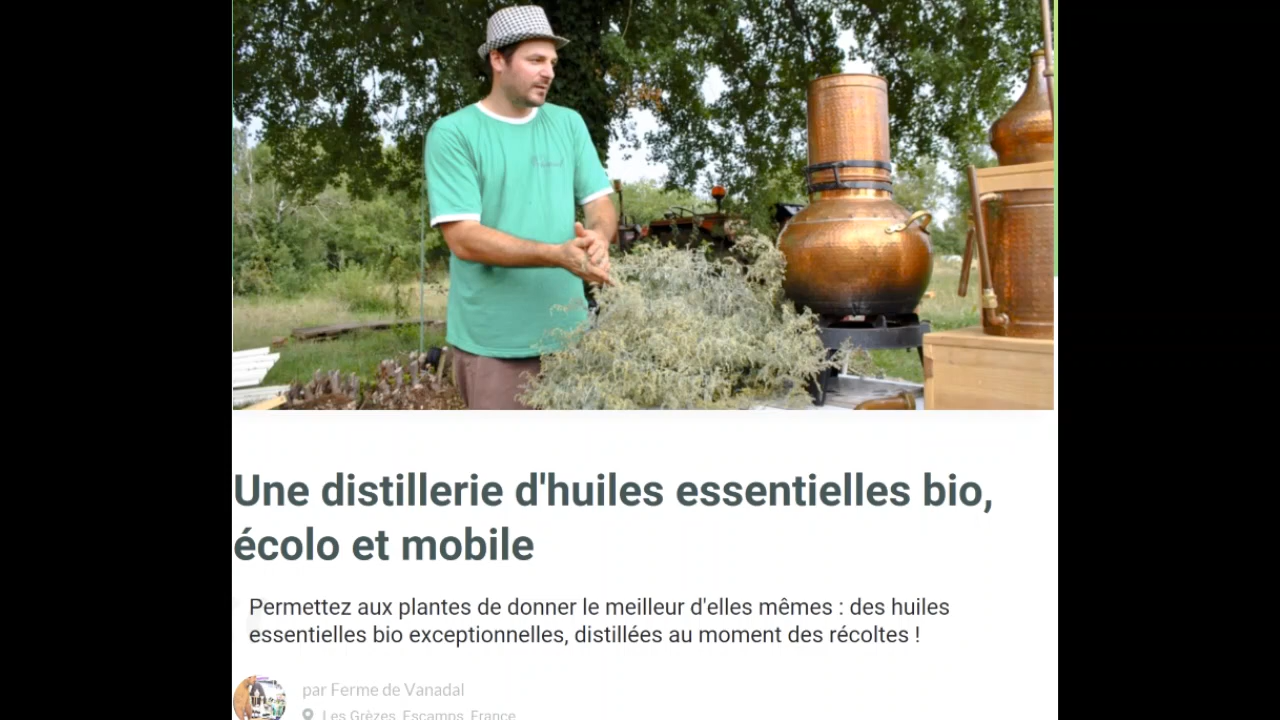 Une distillerie d'huiles essentielles bio,
écolo et mobile
Permettez aux plantes de donner le meilleur d'elles mêmes : des huiles
essentielles bio exceptionnelles, distillées au moment des récoltes !
par Ferme de Vanadal
Les Grèzes, Escamps, France